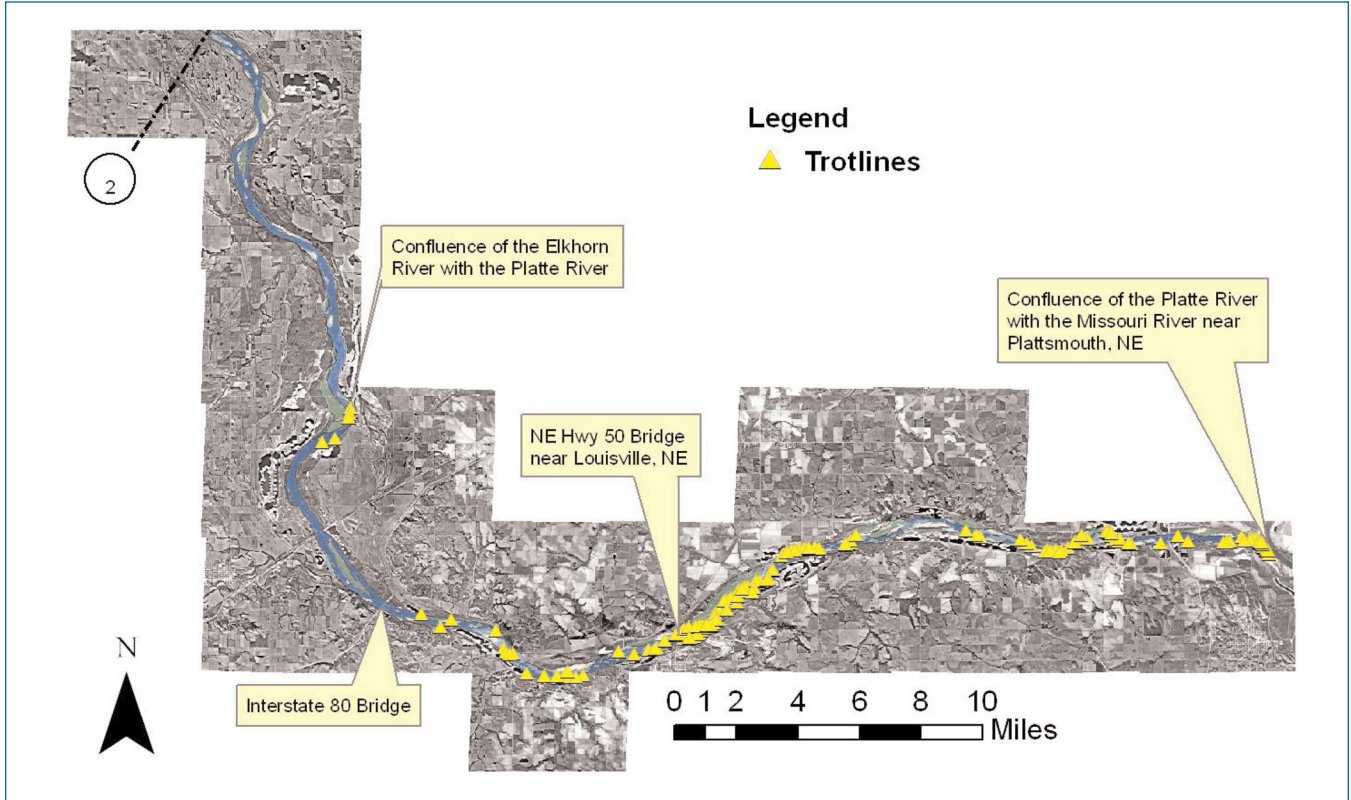 Legend
Trotlines
2
Confluence of the Elkhorn
River with the Platte River
Confluence of the Platte River
with the Missouri River near
Plattsmouth, NE
NE Hwy 50 Bridge
near Louisville, NE
Interstate 80 Bridge
N
0 1 2 4 6 8 10
Miles